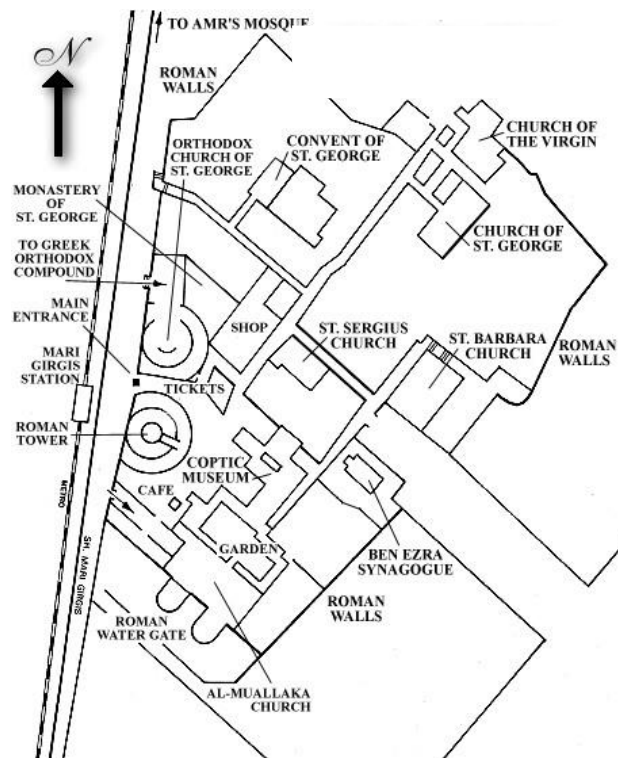 TO AMR'S MOSQUE
N
ROMAN
WALLS
ORTHODOX
CHURCH OF
ST. GEORGE
CONVENT OF
ST. GEORGE
CHURCH OF
THE VIRGIN
MONASTERY
OF
ST. GEORGE
CHURCH OF
ST. GEORGE
TO GREEK
ORTHODOX
COMPOUND
MAIN
ENTRANCE
SHOP
ST. SERGIUS
CHURCH
ST. BARBARA
CHURCH
ROMAN
WALLS
MARI
GIRGIS
STATION
TICKETS
ROMAN
TOWER
COPTIC
MUSEUM
CAFE
METRO
SH. MARI GIRGIS
GARDEN
BEN EZRA
SYNAGOGUE
ROMAN
WALLS
ROMAN
WATER GATE
AL-MUALLAKA
CHURCH